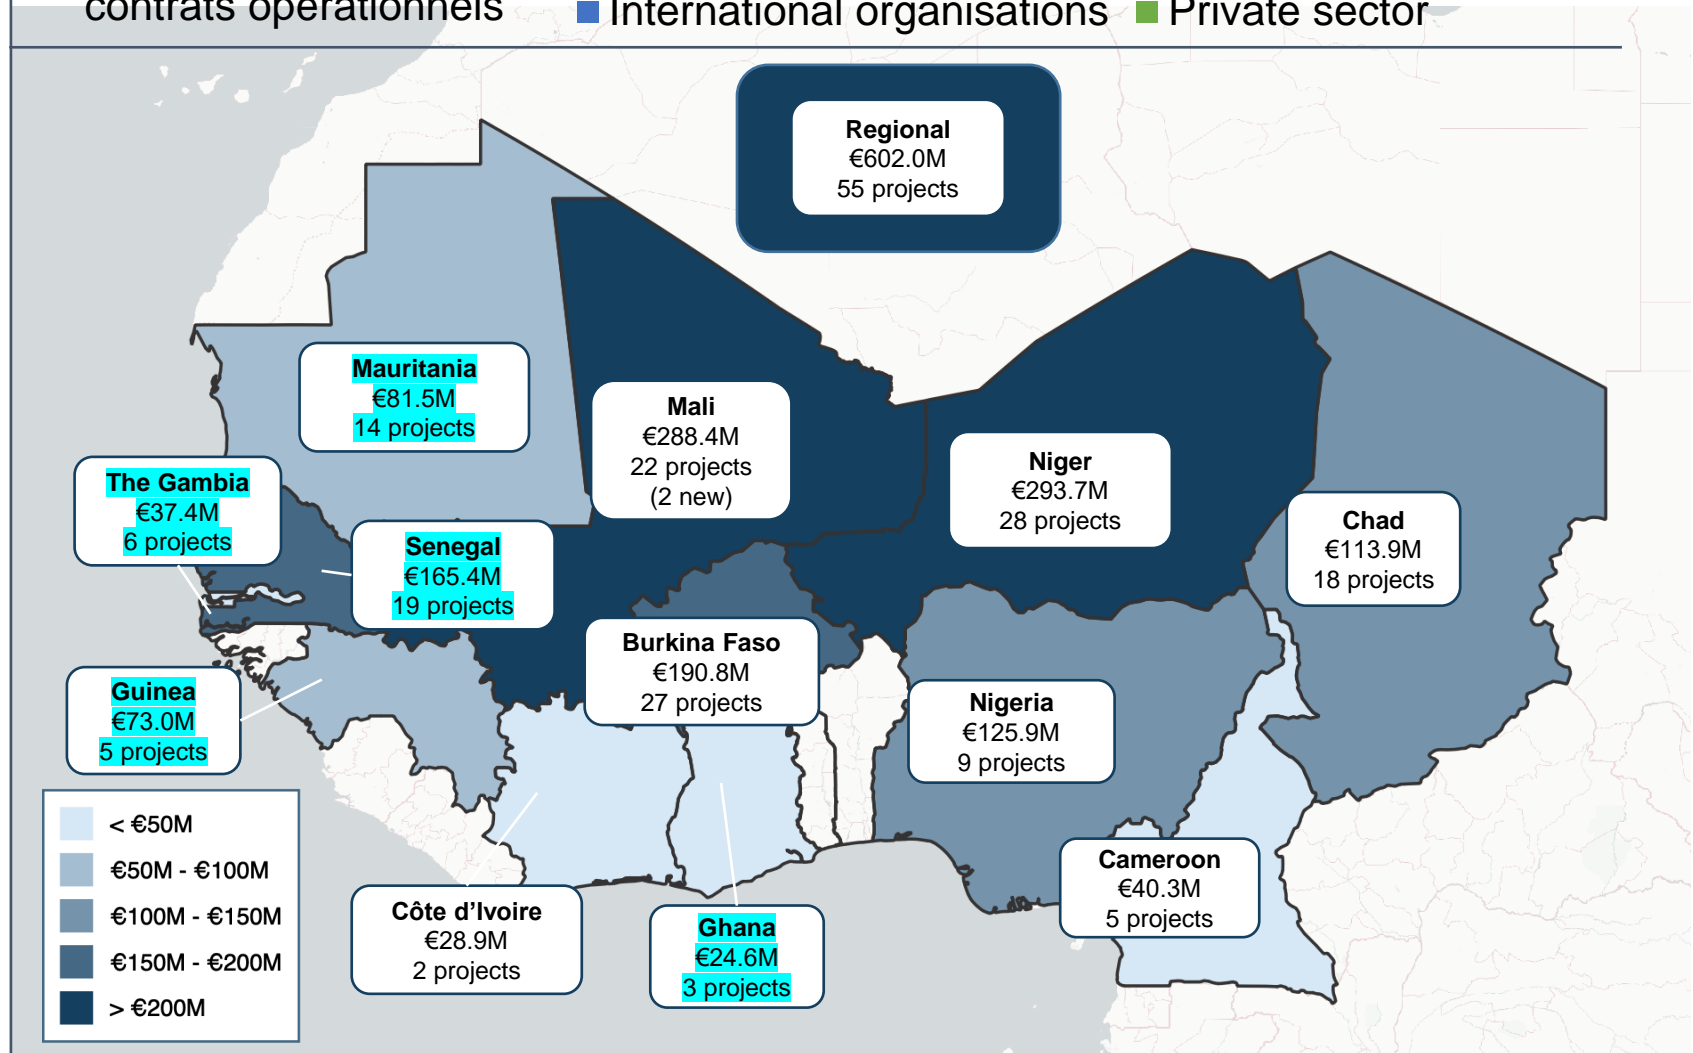 contrats opérationnels
International organisations
Private sector
Regional
€602.0M
55 projects
Mauritania
€81.5M
14 projects
Mali
€288.4M
22 projects
(2 new)
Niger
€293.7M
28 projects
The Gambia
€37.4M
6 projects
Senegal
€165.4M
19 projects
Chad
€113.9M
18 projects
Burkina Faso
€190.8M
27 projects
Guinea
€73.0M
5 projects
Nigeria
€125.9M
9 projects
< €50M
€50M - €100M
€100M - €150M
€150M - €200M
> €200M
Côte d’Ivoire
€28.9M
2 projects
Ghana
€24.6M
3 projects
Cameroon
€40.3M
5 projects